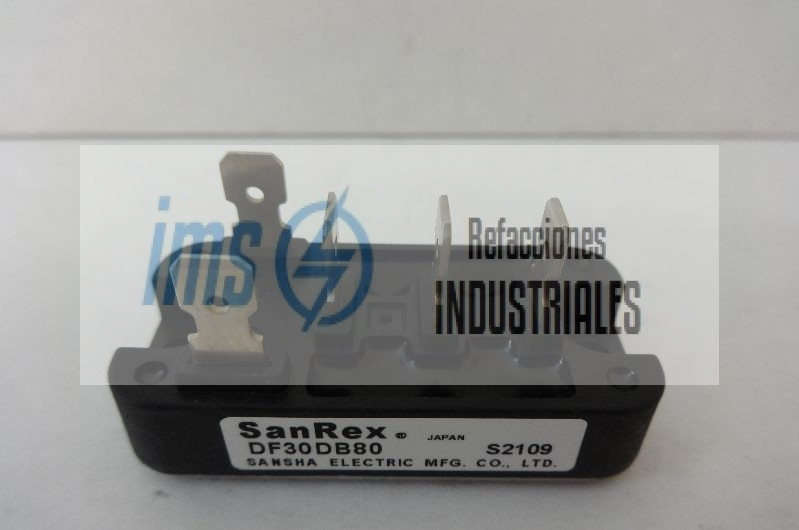 ims
Refacciones
INDUSTRIALES
SanRex ® JAPAN
DF30DB80 S2109
SANSHA ELECTRIC MFG. CO., LTD.